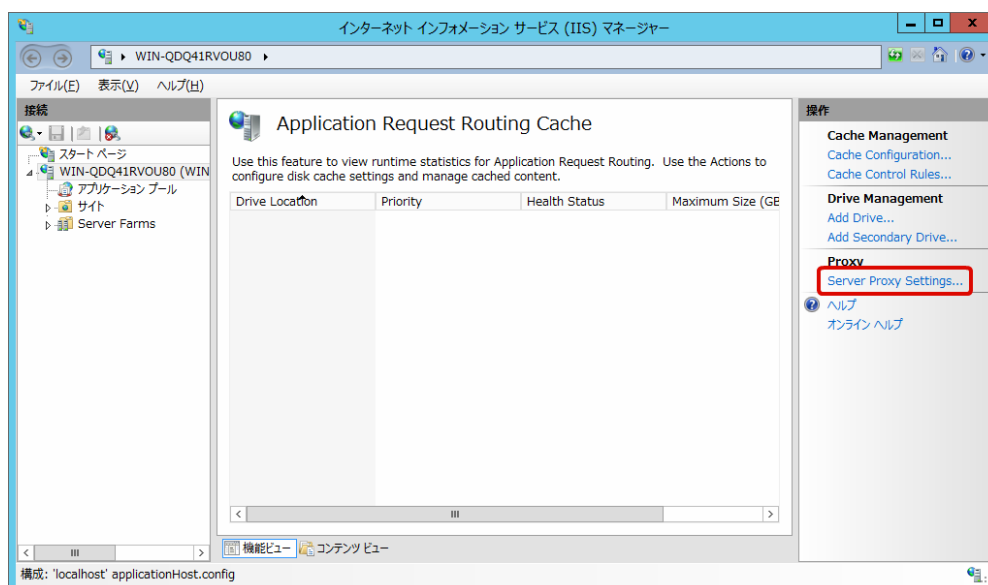 インターネット インフォメーション サービス (IIS) マネージャー
WIN-QDQ41RVOU80
ファイル(F) 表示(V) ヘルプ(H)
接続
スタート ページ
WIN-QDQ41RVOU80 (WIN
アプリケーション プール
サイト
Server Farms
Application Request Routing Cache
Use this feature to view runtime statistics for Application Request Routing. Use the Actions to
configure disk cache settings and manage cached content.
Drive Location Priority Health Status Maximum Size (GB
機能ビュー コンテンツ ビュー
操作
Cache Management
Cache Configuration...
Cache Control Rules...
Drive Management
Add Drive...
Add Secondary Drive...
Proxy
Server Proxy Settings...
ヘルプ
オンライン ヘルプ
構成: 'localhost' applicationHost.config